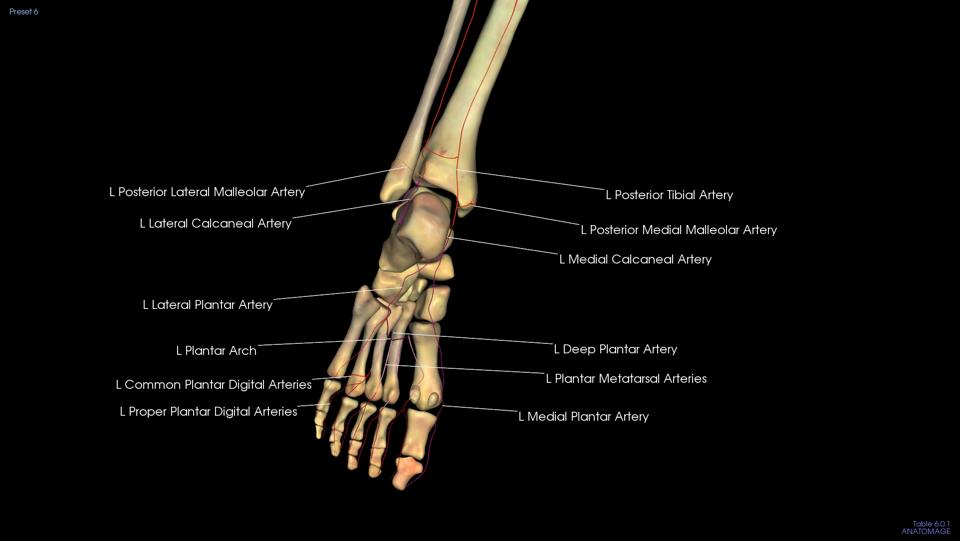 Preset 6
L Posterior Lateral Malleolar Artery
L Posterior Tibial Artery
L Lateral Calcaneal Artery
L Posterior Medial Malleolar Artery
L Medial Calcaneal Artery
L Lateral Plantar Artery
L Plantar Arch
L Deep Plantar Artery
L Common Plantar Digital Arteries
L Plantar Metatarsal Arteries
L Proper Plantar Digital Arteries
L Medial Plantar Artery
Table 6.0.1
ANATOMAGE